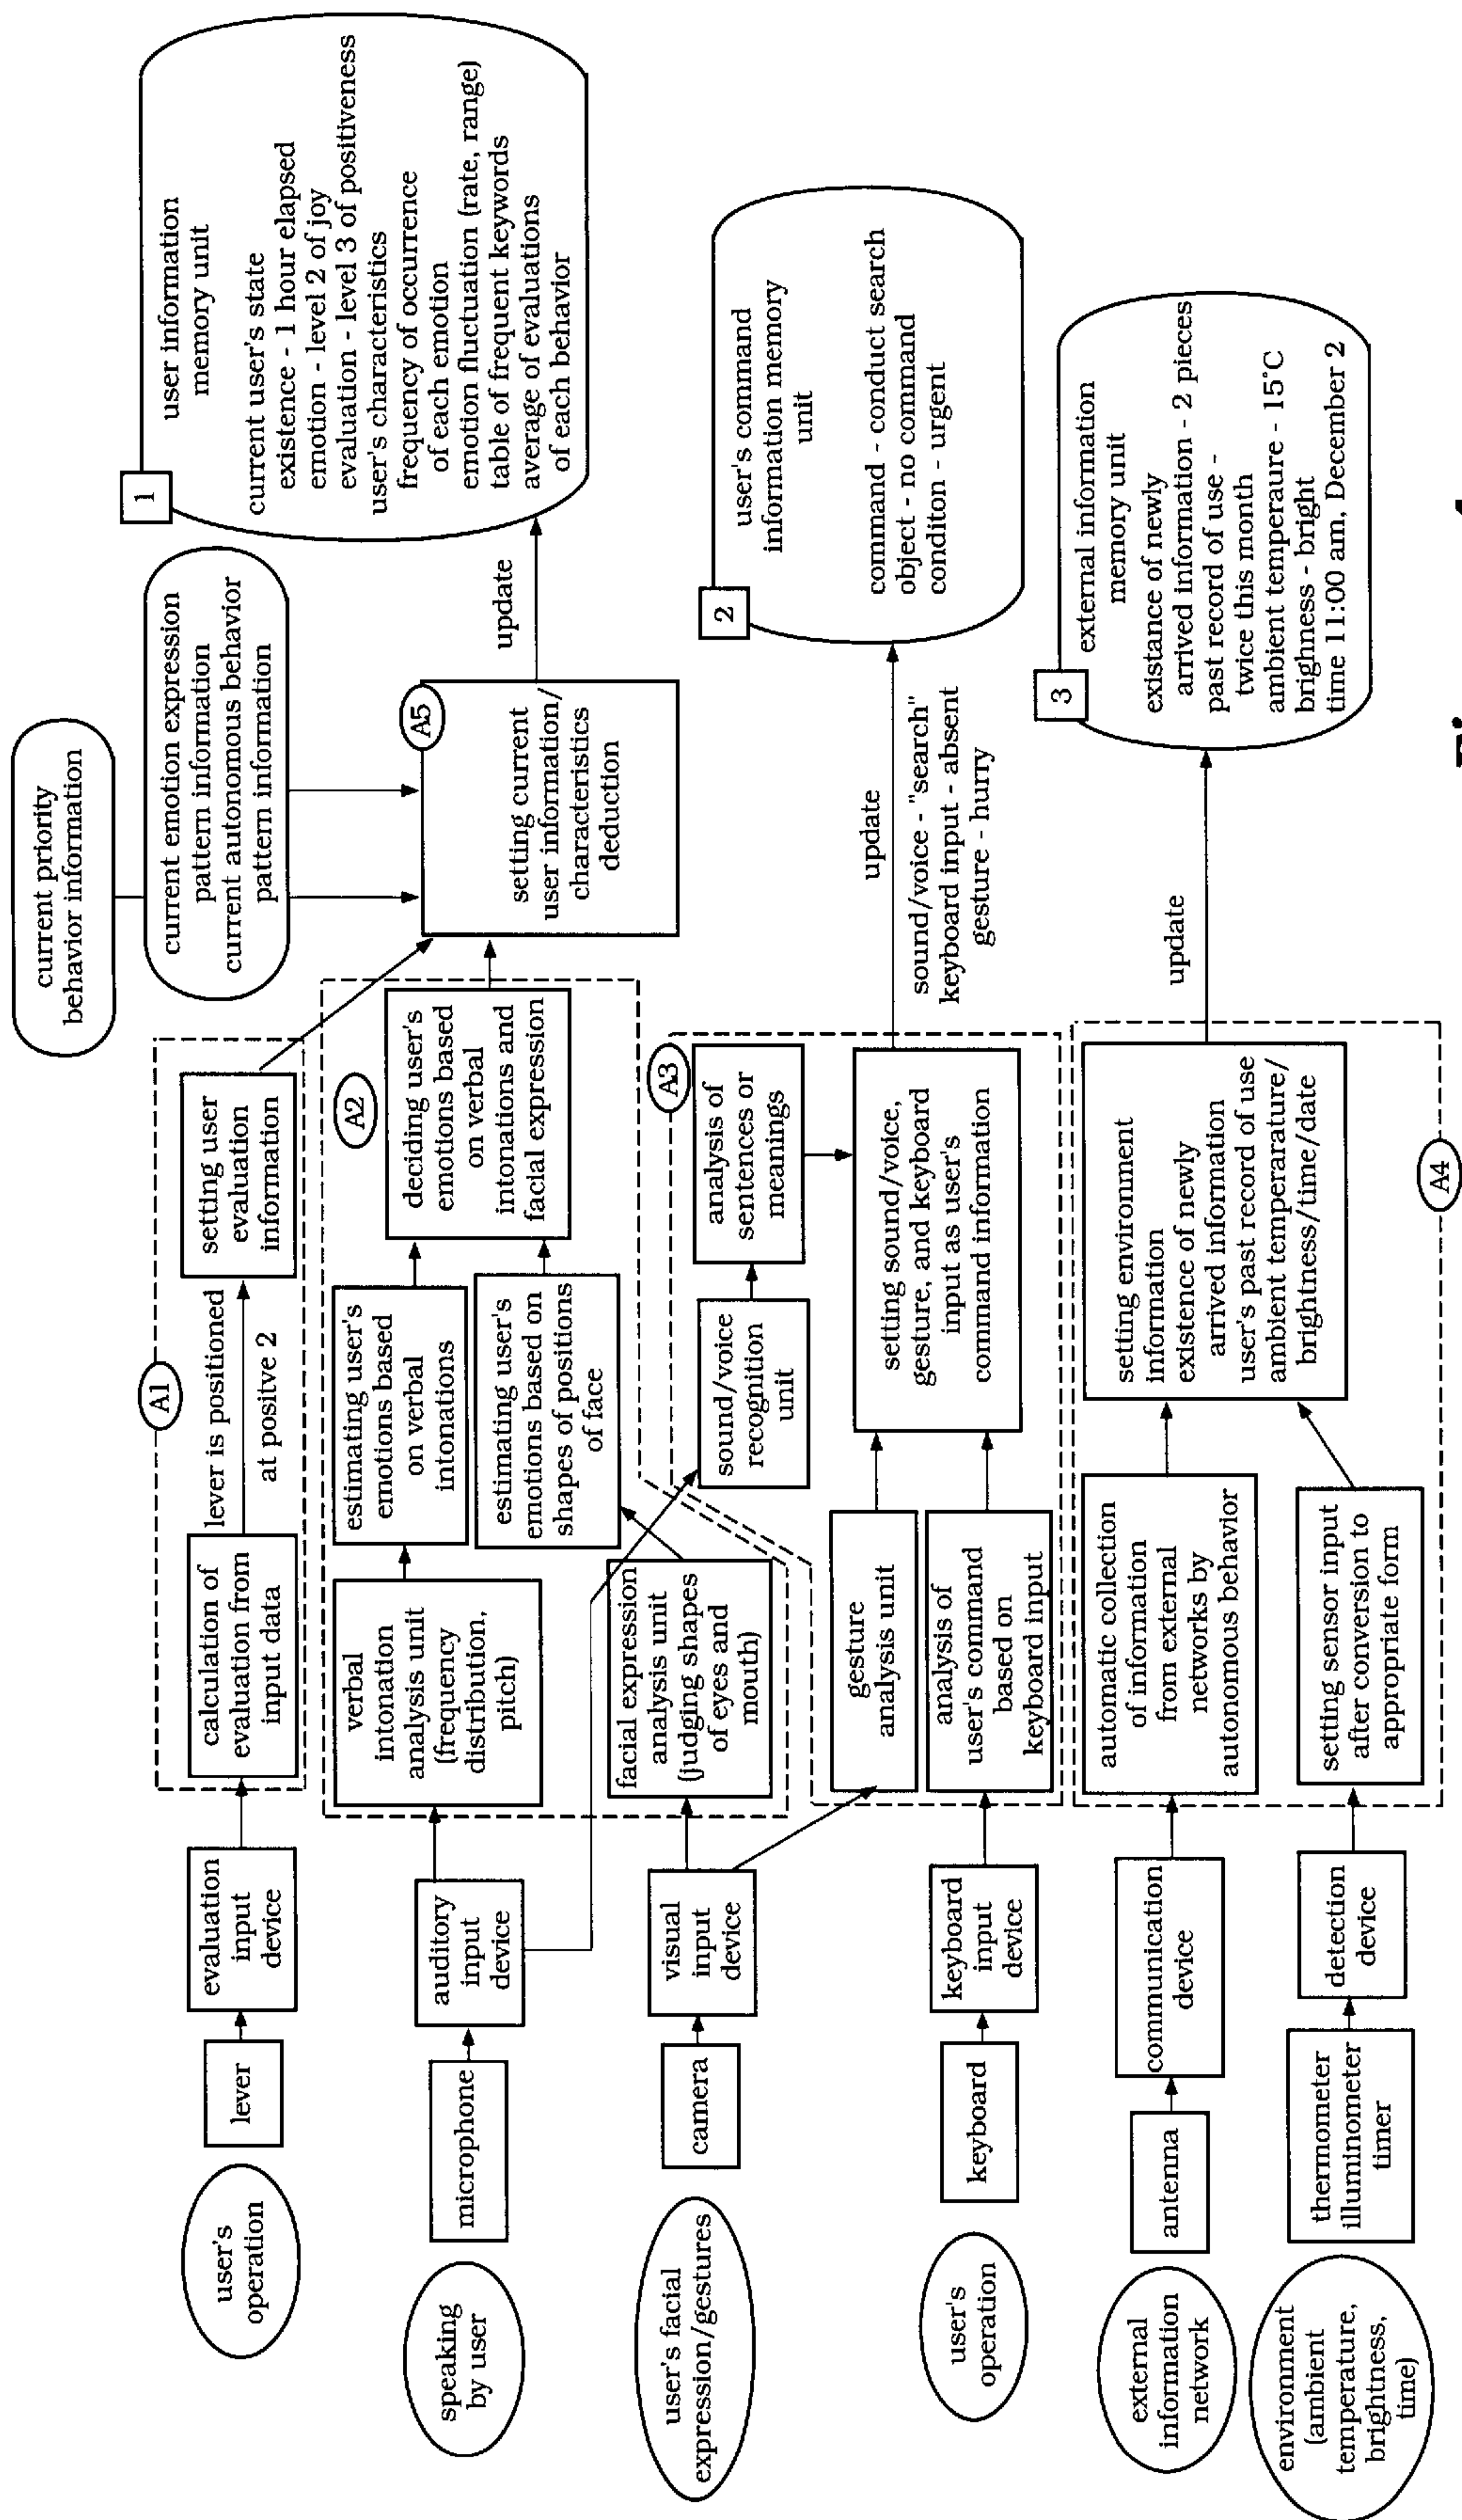 user's
operation
lever
evaluation
input
device
calculation of
evaluation from
input data
A1
lever is positioned
at positve 2
setting user
evaluation
information
current priority
behavior information
current emotion expression
pattern information
current autonomous behavior
pattern information
speaking
by user
microphone
auditory
input
device
verbal
intonation
analysis unit
(frequency
distribution,
pitch)
estimating user's
emotions based
on verbal
intonations
A2
deciding user's
emotions based
on verbal
intonations and
facial expression
estimating user's
emotions based on
shapes of positions
of face
A5
setting current
user information/
characteristics
deduction
update
1
user information
memory unit
current user's state
existence - 1 hour elapsed
emotion - level 2 of joy
evaluation - level 3 of positiveness
user's characteristics
frequency of occurrence
of each emotion
emotion fluctuation (rate, range)
table of frequent keywords
average of evaluations
of each behavior
user's facial
expression/gestures
camera
visual
input
device
facial expression
analysis unit
(judging shapes
of eyes and
mouth)
sound/voice
recognition
unit
A3
analysis of
sentences or
meanings
gesture
analysis unit
user's
operation
keyboard
keyboard
input
device
analysis of
user's command
based on
keyboard input
setting sound/voice,
gesture, and keyboard
input as user's
command information
update
sound/voice - "search"
keyboard input - absent
gesture - hurry
2
user's command
information memory
unit
command - conduct search
object - no command
conditon - urgent
external
information
network
antenna
communication
device
automatic collection
of information
from external
networks by
autonomous behavior
environment
(ambient
temperature,
brightness,
time)
thermometer
illuminometer
timer
detection
device
setting sensor input
after conversion to
appropriate form
setting environment
information
existence of newly
arrived information
user's past record of use
ambient temperarature/
brightness/time/date
A4
update
3
external information
memory unit
existance of newly
arrived information - 2 pieces
past record of use -
twice this month
ambient temperaure - 15°C
brighness - bright
time 11:00 am, December 2